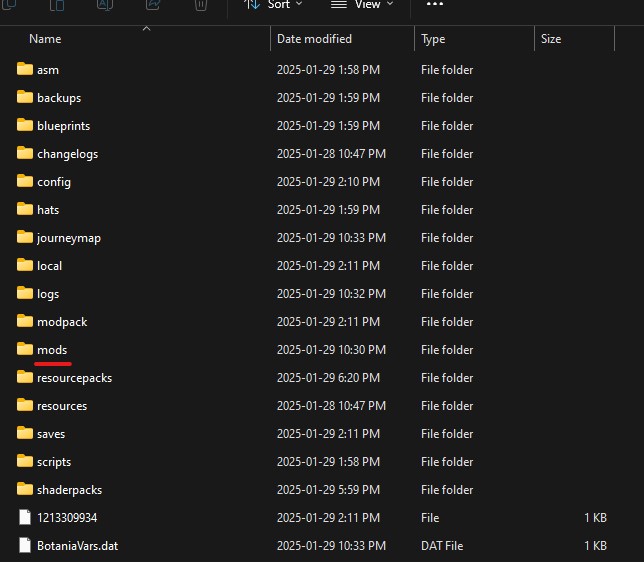 Sort View
Name Date modified Type Size
asm 2025-01-29 1:58 PM File folder
backups 2025-01-29 1:59 PM File folder
blueprints 2025-01-29 1:59 PM File folder
changelogs 2025-01-28 10:47 PM File folder
config 2025-01-29 2:10 PM File folder
hats 2025-01-29 1:59 PM File folder
journeymap 2025-01-29 10:33 PM File folder
local 2025-01-29 2:11 PM File folder
logs 2025-01-29 10:32 PM File folder
modpack 2025-01-29 2:11 PM File folder
mods 2025-01-29 10:30 PM File folder
resourcepacks 2025-01-29 6:20 PM File folder
resources 2025-01-28 10:47 PM File folder
saves 2025-01-29 2:11 PM File folder
scripts 2025-01-29 1:58 PM File folder
shaderpacks 2025-01-29 5:59 PM File folder
1213309934 2025-01-29 2:11 PM File 1 KB
BotaniaVars.dat 2025-01-29 10:33 PM DAT File 1 KB